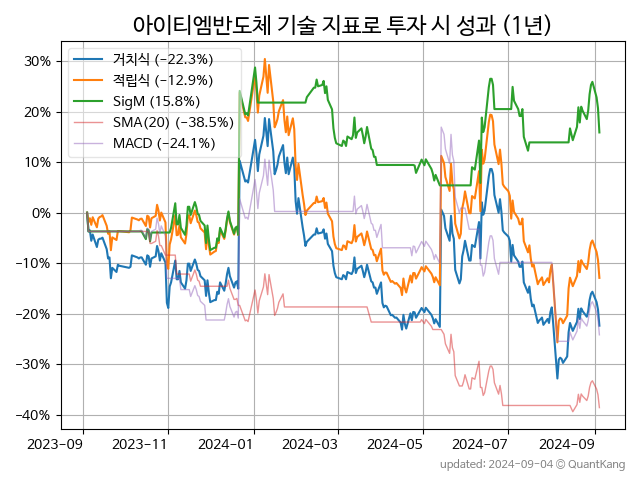 아이티엠반도체 기술 지표로 투자 시 성과 (1년)
거치식 (−22.3%)
적립식 (−12.9%)
SigM (15.8%)
SMA(20) (−38.5%)
MACD (−24.1%)
30%
20%
10%
0%
−10%
−20%
−30%
−40%
2023-09 2023-11 2024-01 2024-03 2024-05 2024-07 2024-09
updated: 2024-09-04 © QuantKang